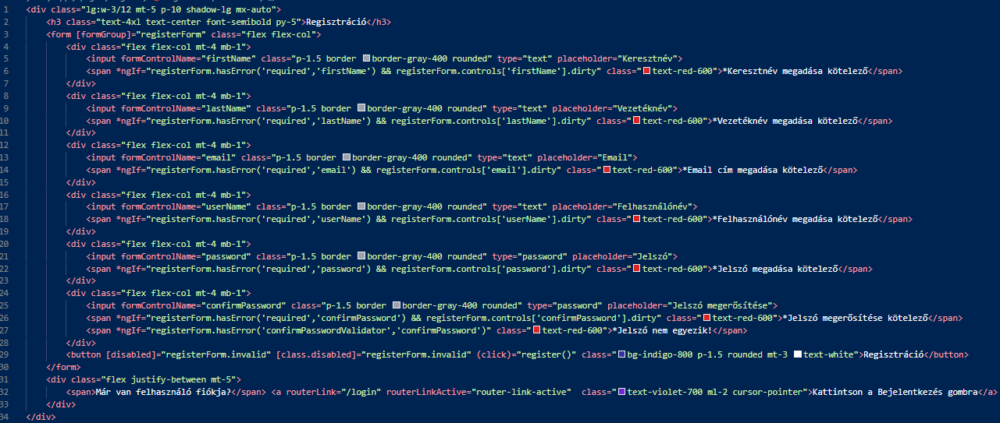 1 <div class="lg:w-3/12 mt-5 p-10 shadow-lg mx-auto">
2 <h3 class="text-4xl text-center font-semibold py-5">Regisztráció</h3>
3 <form [formGroup]="registerForm" class="flex flex-col">
4 <div class="flex flex-col mt-4 mb-1">
5 <input formControlName="firstName" class="p-1.5 border border-gray-400 rounded" type="text" placeholder="Keresztnév">
6 <span *ngIf="registerForm.hasError('required','firstName') && registerForm.controls['firstName'].dirty" class="text-red-600">*Keresztnév megadása kötelező</span>
7 </div>
8 <div class="flex flex-col mt-4 mb-1">
9 <input formControlName="lastName" class="p-1.5 border border-gray-400 rounded" type="text" placeholder="Vezetéknév">
10 <span *ngIf="registerForm.hasError('required','lastName') && registerForm.controls['lastName'].dirty" class="text-red-600">*Vezetéknév megadása kötelező</span>
11 </div>
12 <div class="flex flex-col mt-4 mb-1">
13 <input formControlName="email" class="p-1.5 border border-gray-400 rounded" type="text" placeholder="Email">
14 <span *ngIf="registerForm.hasError('required','email') && registerForm.controls['email'].dirty" class="text-red-600">*Email cím megadása kötelező</span>
15 </div>
16 <div class="flex flex-col mt-4 mb-1">
17 <input formControlName="userName" class="p-1.5 border border-gray-400 rounded" type="text" placeholder="Felhasználónév">
18 <span *ngIf="registerForm.hasError('required','userName') && registerForm.controls['userName'].dirty" class="text-red-600">*Felhasználónév megadása kötelező</span>
19 </div>
20 <div class="flex flex-col mt-4 mb-1">
21 <input formControlName="password" class="p-1.5 border border-gray-400 rounded" type="password" placeholder="Jelszó">
22 <span *ngIf="registerForm.hasError('required','password') && registerForm.controls['password'].dirty" class="text-red-600">*Jelszó megadása kötelező</span>
23 </div>
24 <div class="flex flex-col mt-4 mb-1">
25 <input formControlName="confirmPassword" class="p-1.5 border border-gray-400 rounded" type="password" placeholder="Jelszó megerősítése">
26 <span *ngIf="registerForm.hasError('required','confirmPassword') && registerForm.controls['confirmPassword'].dirty" class="text-red-600">*Jelszó megerősítése kötelező</span>
27 <span *ngIf="registerForm.hasError('confirmPasswordValidator','confirmPassword')" class="text-red-600">*Jelszó nem egyezik!</span>
28 </div>
29 <button [disabled]="registerForm.invalid" [class.disabled]="registerForm.invalid" (click)="register()" class="bg-indigo-800 p-1.5 rounded mt-3 text-white">Regisztráció</button>
30 </form>
31 <div class="flex justify-between mt-5">
32 <span>Már van felhasználó fiókja?</span> <a routerLink="/login" routerLinkActive="router-link-active"  class="text-violet-700 ml-2 cursor-pointer">Kattintson a Bejelentkezés gombra</a>
33 </div>
34 </div>